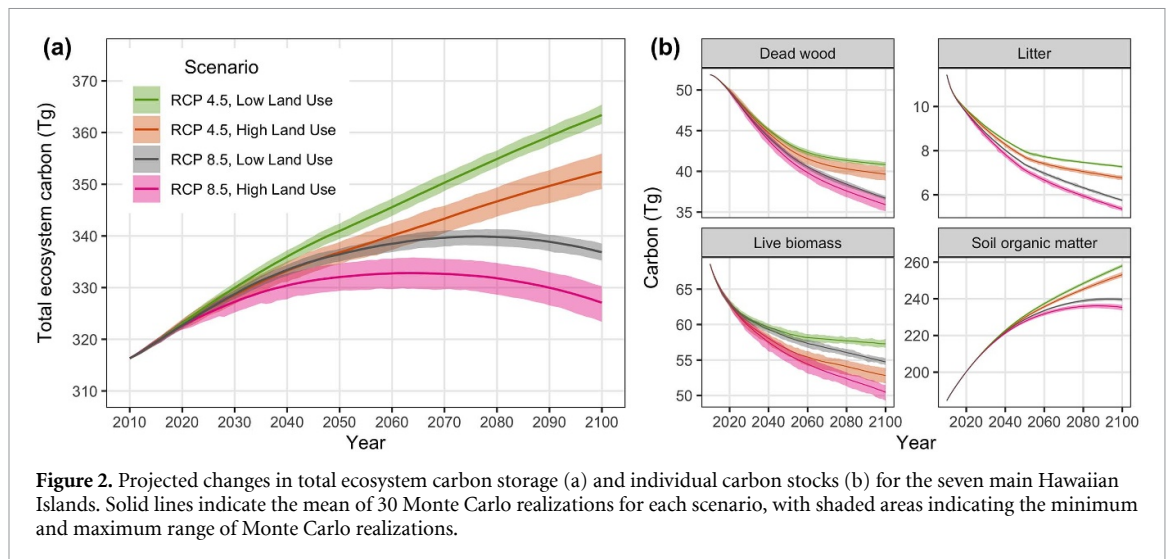 (a)
Total ecosystem carbon (Tg)
370
360
350
340
330
320
310
Scenario
RCP 4.5, Low Land Use
RCP 4.5, High Land Use
RCP 8.5, Low Land Use
RCP 8.5, High Land Use
2010 2020 2030 2040 2050 2060 2070 2080 2090 2100
Year
(b)
Carbon (Tg)
Dead wood
50
45
40
35
Litter
10
8
6
Live biomass
65
60
55
50
2020 2040 2060 2080 2100
Soil organic matter
260
240
220
200
2020 2040 2060 2080 2100
Year
Figure 2. Projected changes in total ecosystem carbon storage (a) and individual carbon stocks (b) for the seven main Hawaiian
Islands. Solid lines indicate the mean of 30 Monte Carlo realizations for each scenario, with shaded areas indicating the minimum
and maximum range of Monte Carlo realizations.